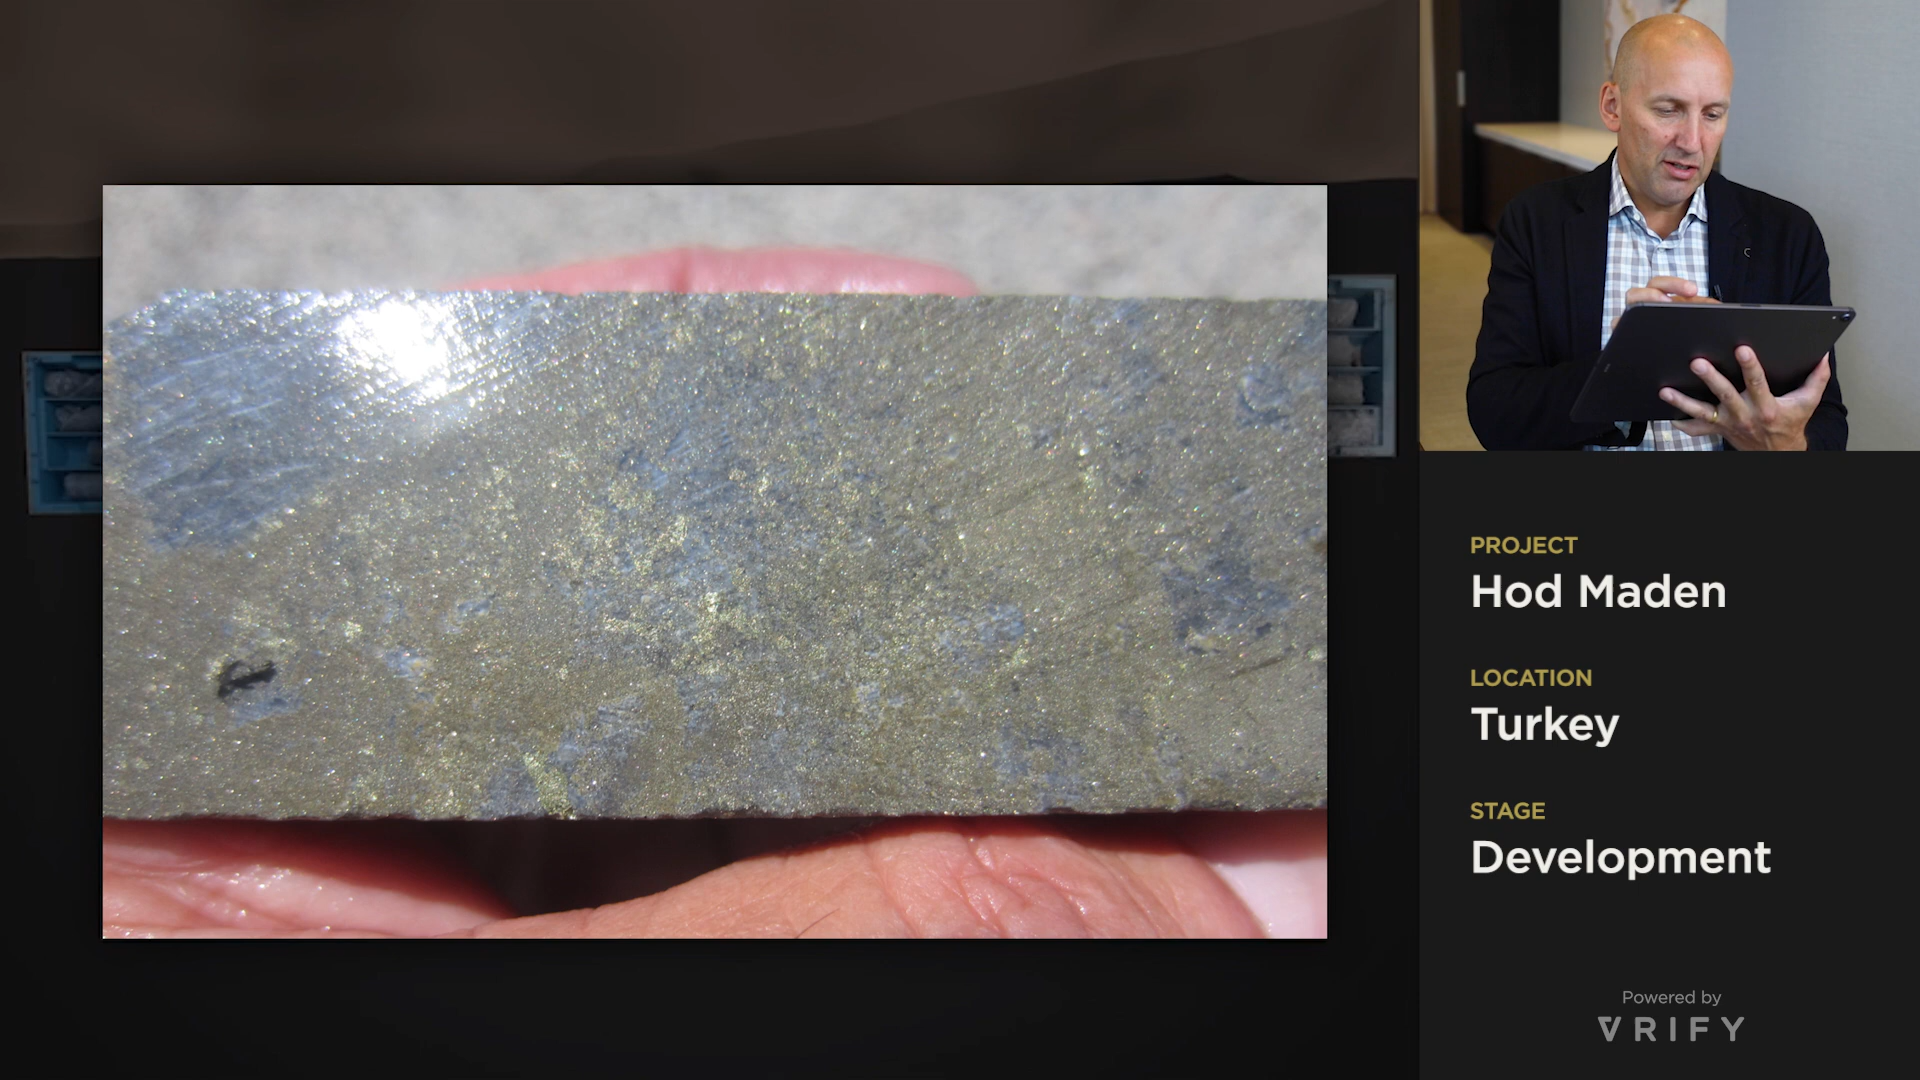 PROJECT
Hod Maden
LOCATION
Turkey
STAGE
Development
Powered by
VRIFY